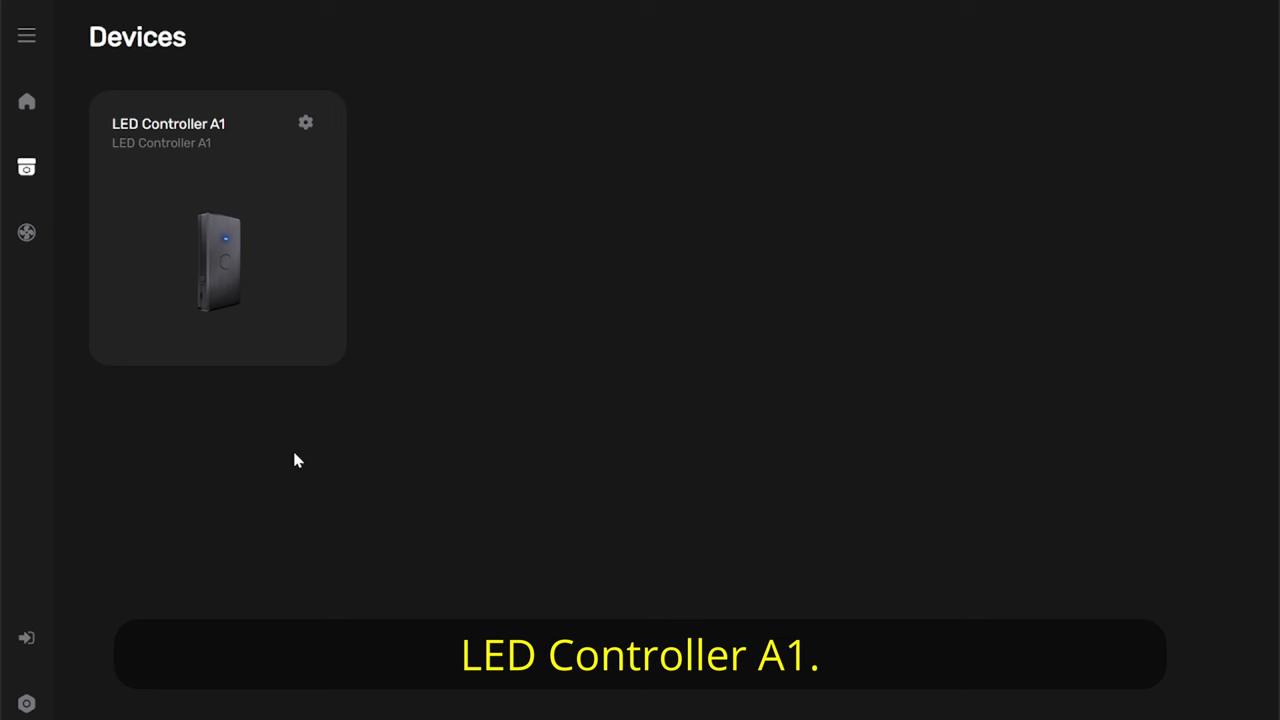 Devices
LED Controller A1
LED Controller A1
LED Controller A1.